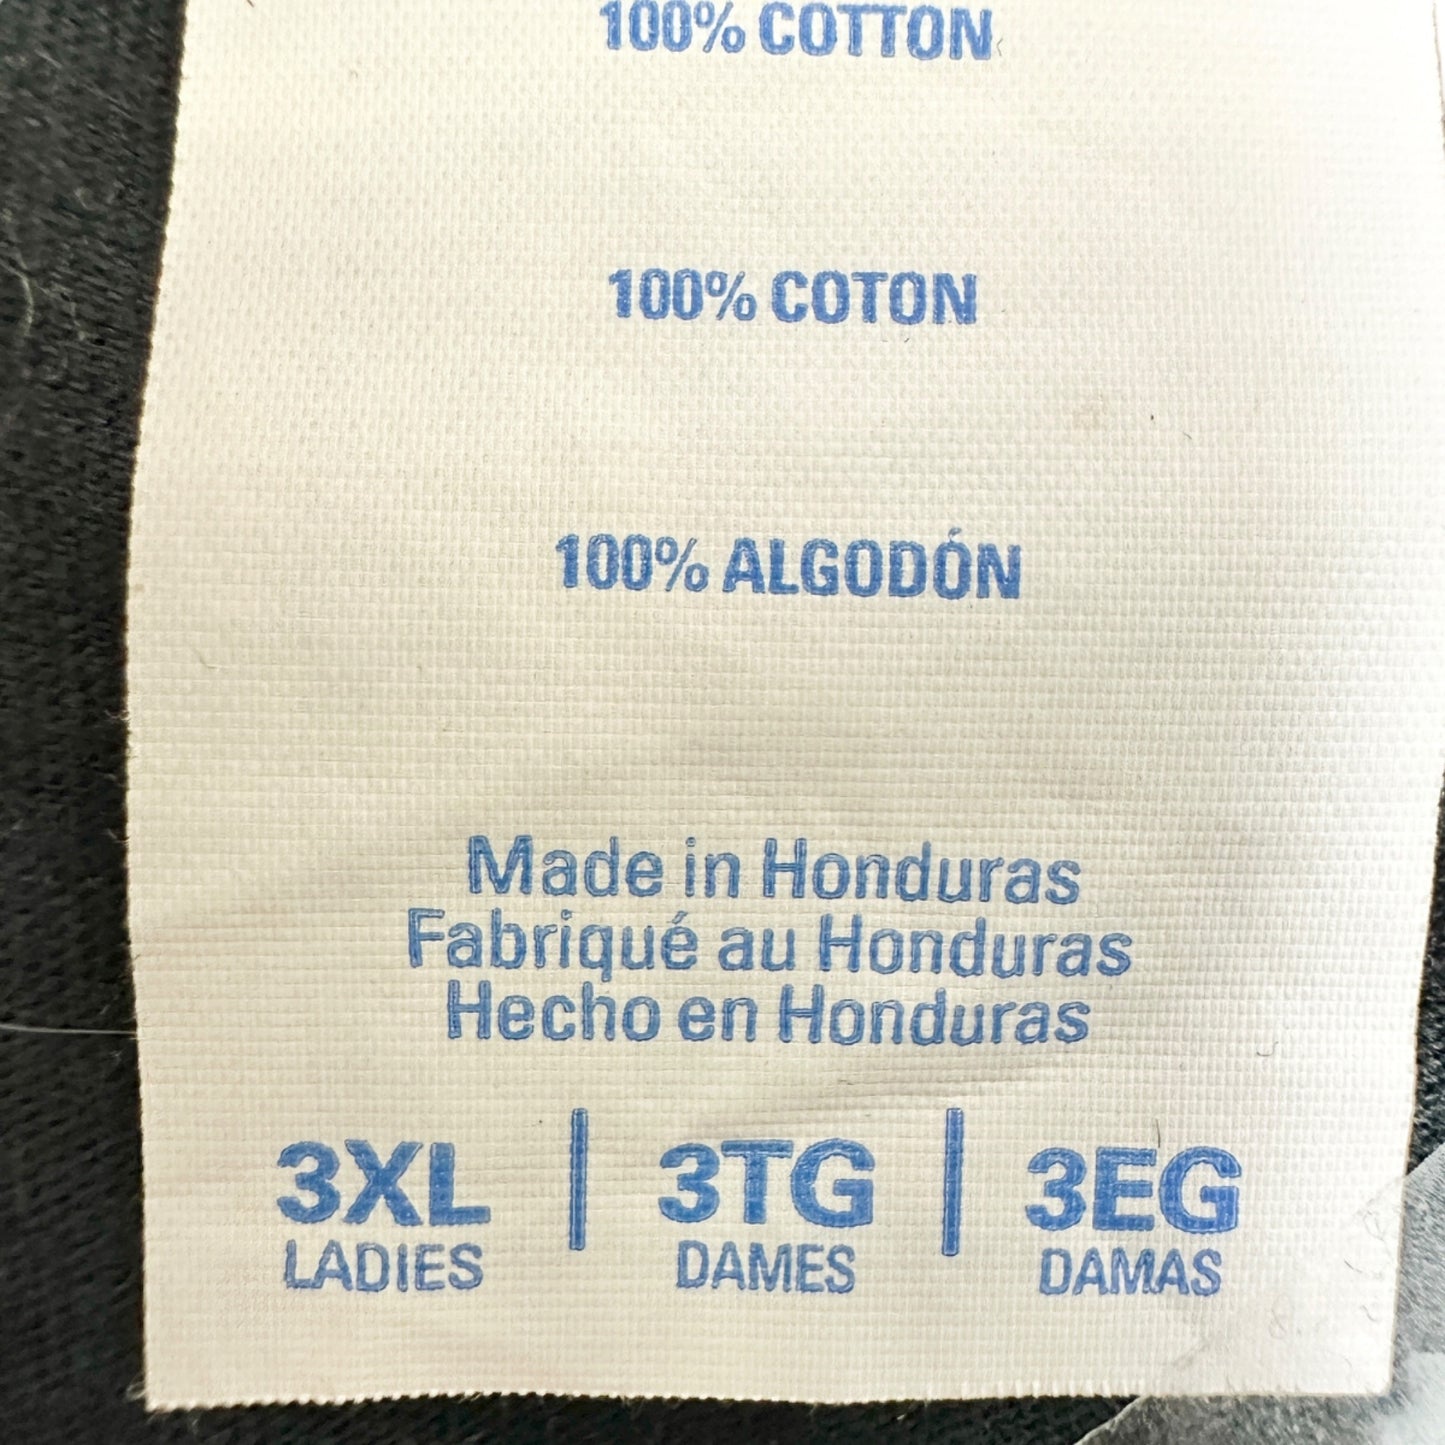 100% COTTON
100% COTON
100% ALGODÓN
Made in Honduras
Fabriqué au Honduras
Hecho en Honduras
3XL | 3TG | 3EG
LADIES DAMES DAMAS